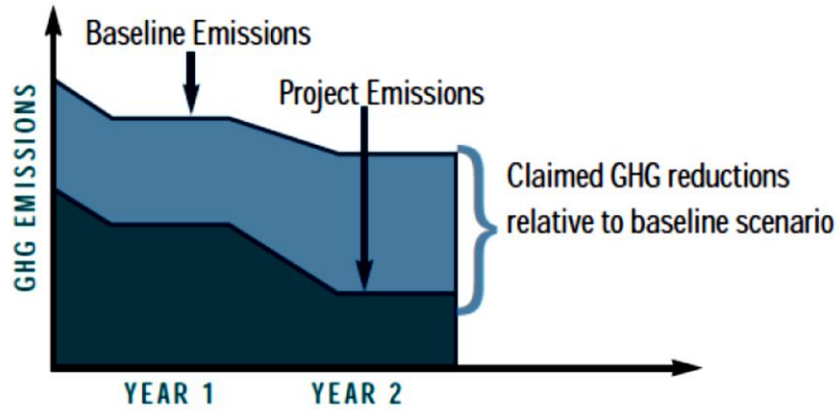 Baseline Emissions
Project Emissions
GHG EMISSIONS
Claimed GHG reductions
relative to baseline scenario
YEAR 1
YEAR 2